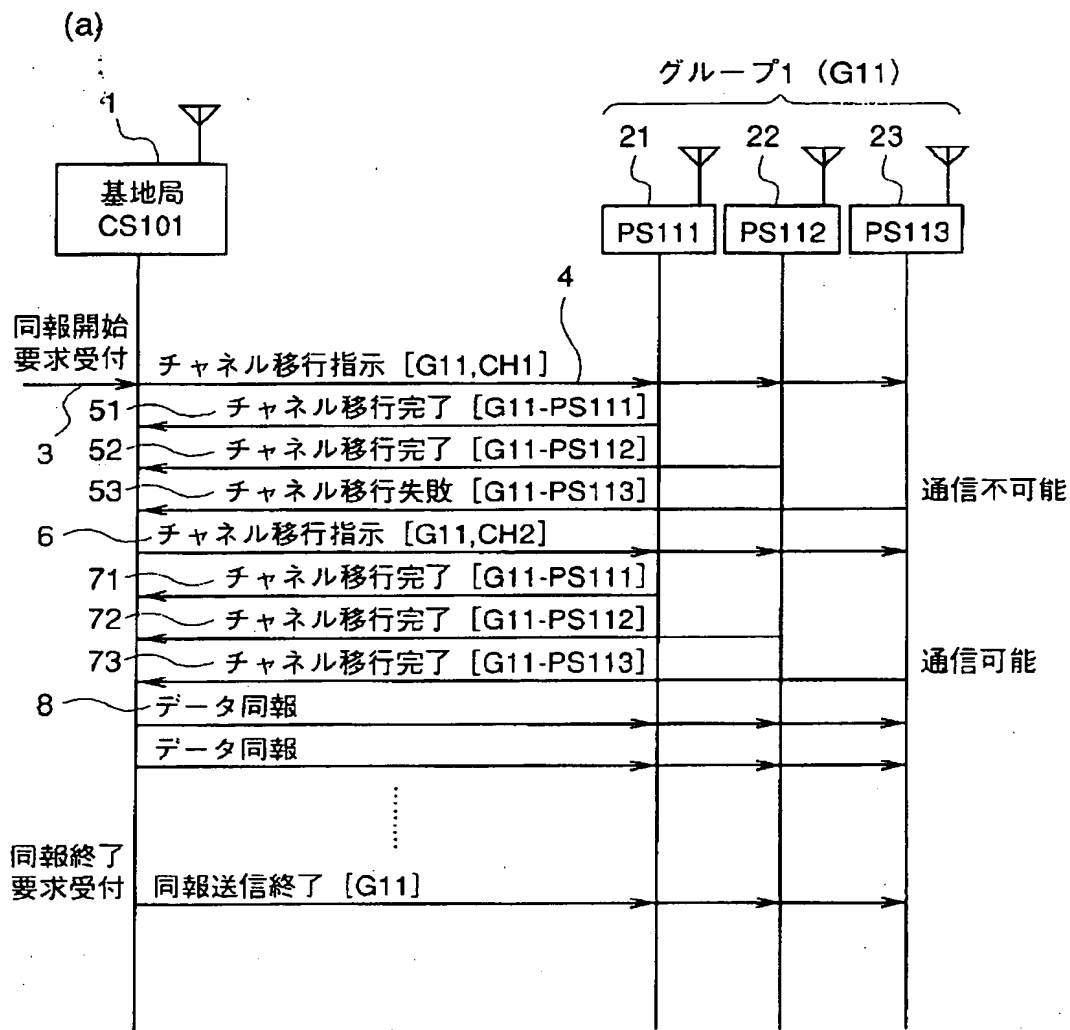 (a)
グループ1 (G11)
1
21
22
23
基地局
CS101
PS111
PS112
PS113
4
同報開始
要求受付
チャネル移行指示 [G11,CH1]
3
51
チャネル移行完了 [G11-PS111]
52
チャネル移行完了 [G11-PS112]
53
チャネル移行失敗 [G11-PS113]
通信不可能
6
チャネル移行指示 [G11,CH2]
71
チャネル移行完了 [G11-PS111]
72
チャネル移行完了 [G11-PS112]
73
チャネル移行完了 [G11-PS113]
通信可能
8
データ同報
データ同報
同報終了
要求受付
同報送信終了 [G11]